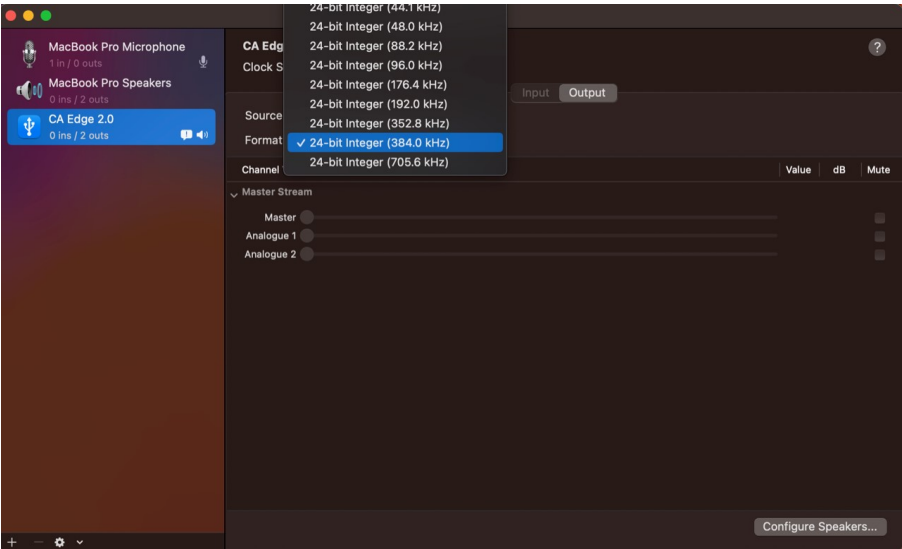 24-bit Integer (44.1 kHz)
24-bit Integer (48.0 kHz)
24-bit Integer (88.2 kHz)
24-bit Integer (96.0 kHz)
24-bit Integer (176.4 kHz)
24-bit Integer (192.0 kHz)
24-bit Integer (352.8 kHz)
✓ 24-bit Integer (384.0 kHz)
24-bit Integer (705.6 kHz)
MacBook Pro Microphone
1 in / 0 outs
MacBook Pro Speakers
0 ins / 2 outs
CA Edge 2.0
0 ins / 2 outs
CA Edg
?
Clock S
Input Output
Source
Format
Channel Value dB Mute
Master Stream
Master
Analogue 1
Analogue 2
Configure Speakers...